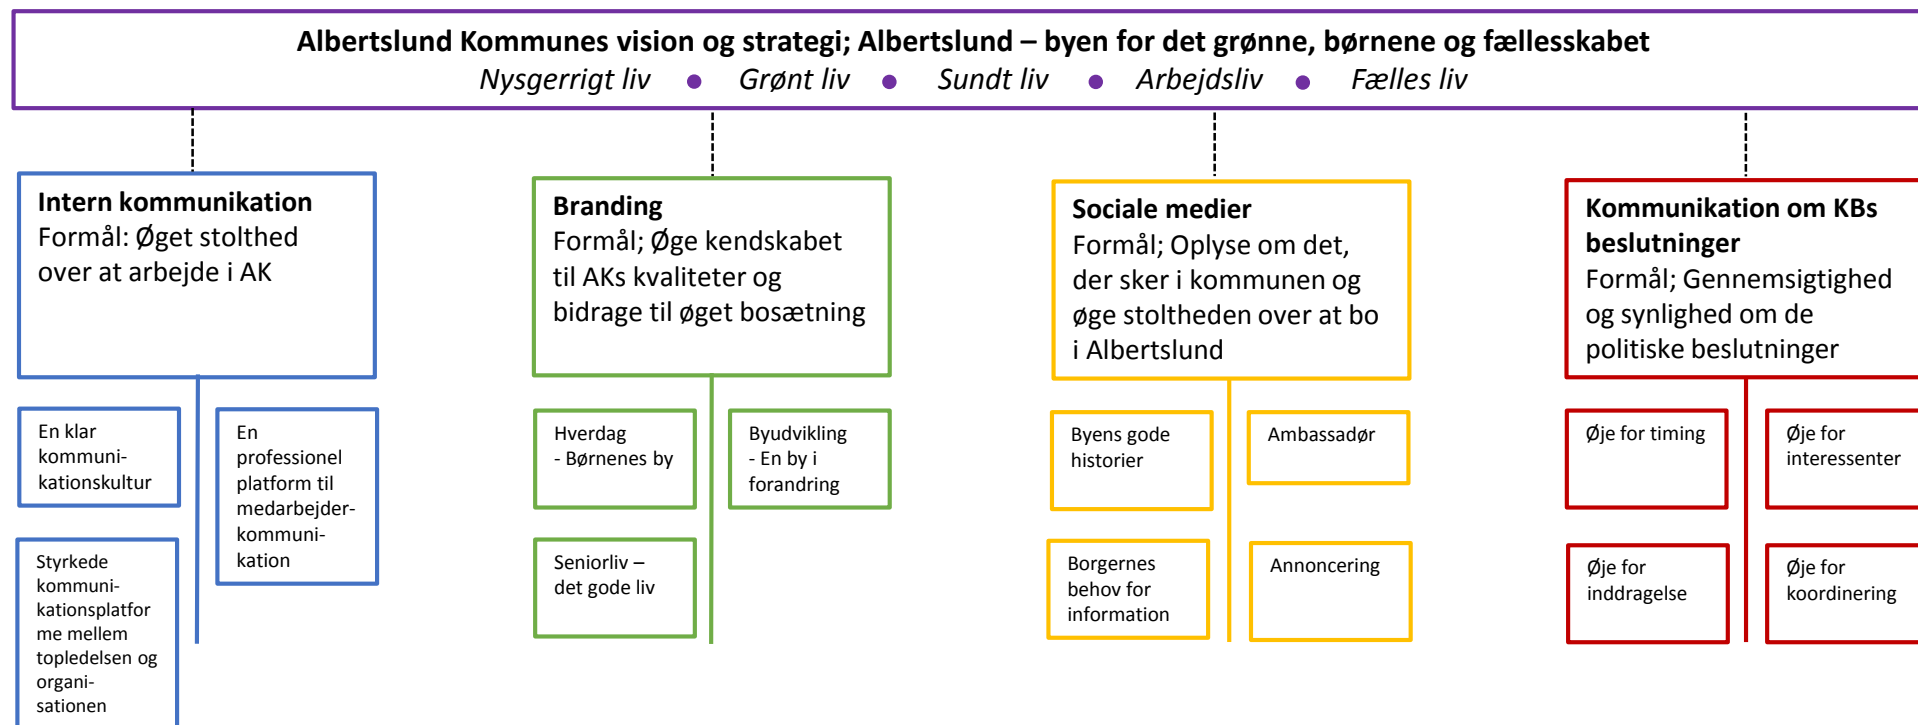 Albertslund Kommunes vision og strategi; Albertslund – byen for det grønne, børnene og fællesskabet
Nysgerrigt liv ● Grønt liv ● Sundt liv ● Arbejdsliv ● Fælles liv
Intern kommunikation
Formål: Øget stolthed
over at arbejde i AK
En klar
kommuni-
kationskultur
En
professionel
platform til
medarbejder-
kommuni-
kation
Styrkede
kommuni-
kationsplatfor
me mellem
topledelsen og
organi-
sationen
Branding
Formål; Øge kendskabet
til AKs kvaliteter og
bidrage til øget bosætning
Hverdag
- Børnenes by
Byudvikling
- En by i
forandring
Seniorliv –
det gode liv
Sociale medier
Formål; Oplyse om det,
der sker i kommunen og
øge stoltheden over at bo
i Albertslund
Byens gode
historier
Ambassadør
Borgernes
behov for
information
Annoncering
Kommunikation om KBs
beslutninger
Formål; Gennemsigtighed
og synlighed om de
politiske beslutninger
Øje for timing
Øje for
interessenter
Øje for
inddragelse
Øje for
koordinering